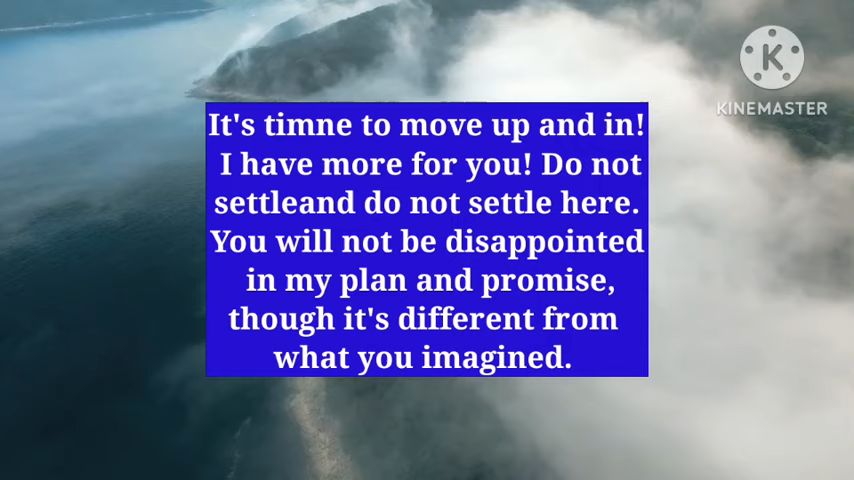 KINEMASTER
It's timne to move up and in!
I have more for you! Do not
settleand do not settle here.
You will not be disappointed
in my plan and promise,
though it's different from
what you imagined.